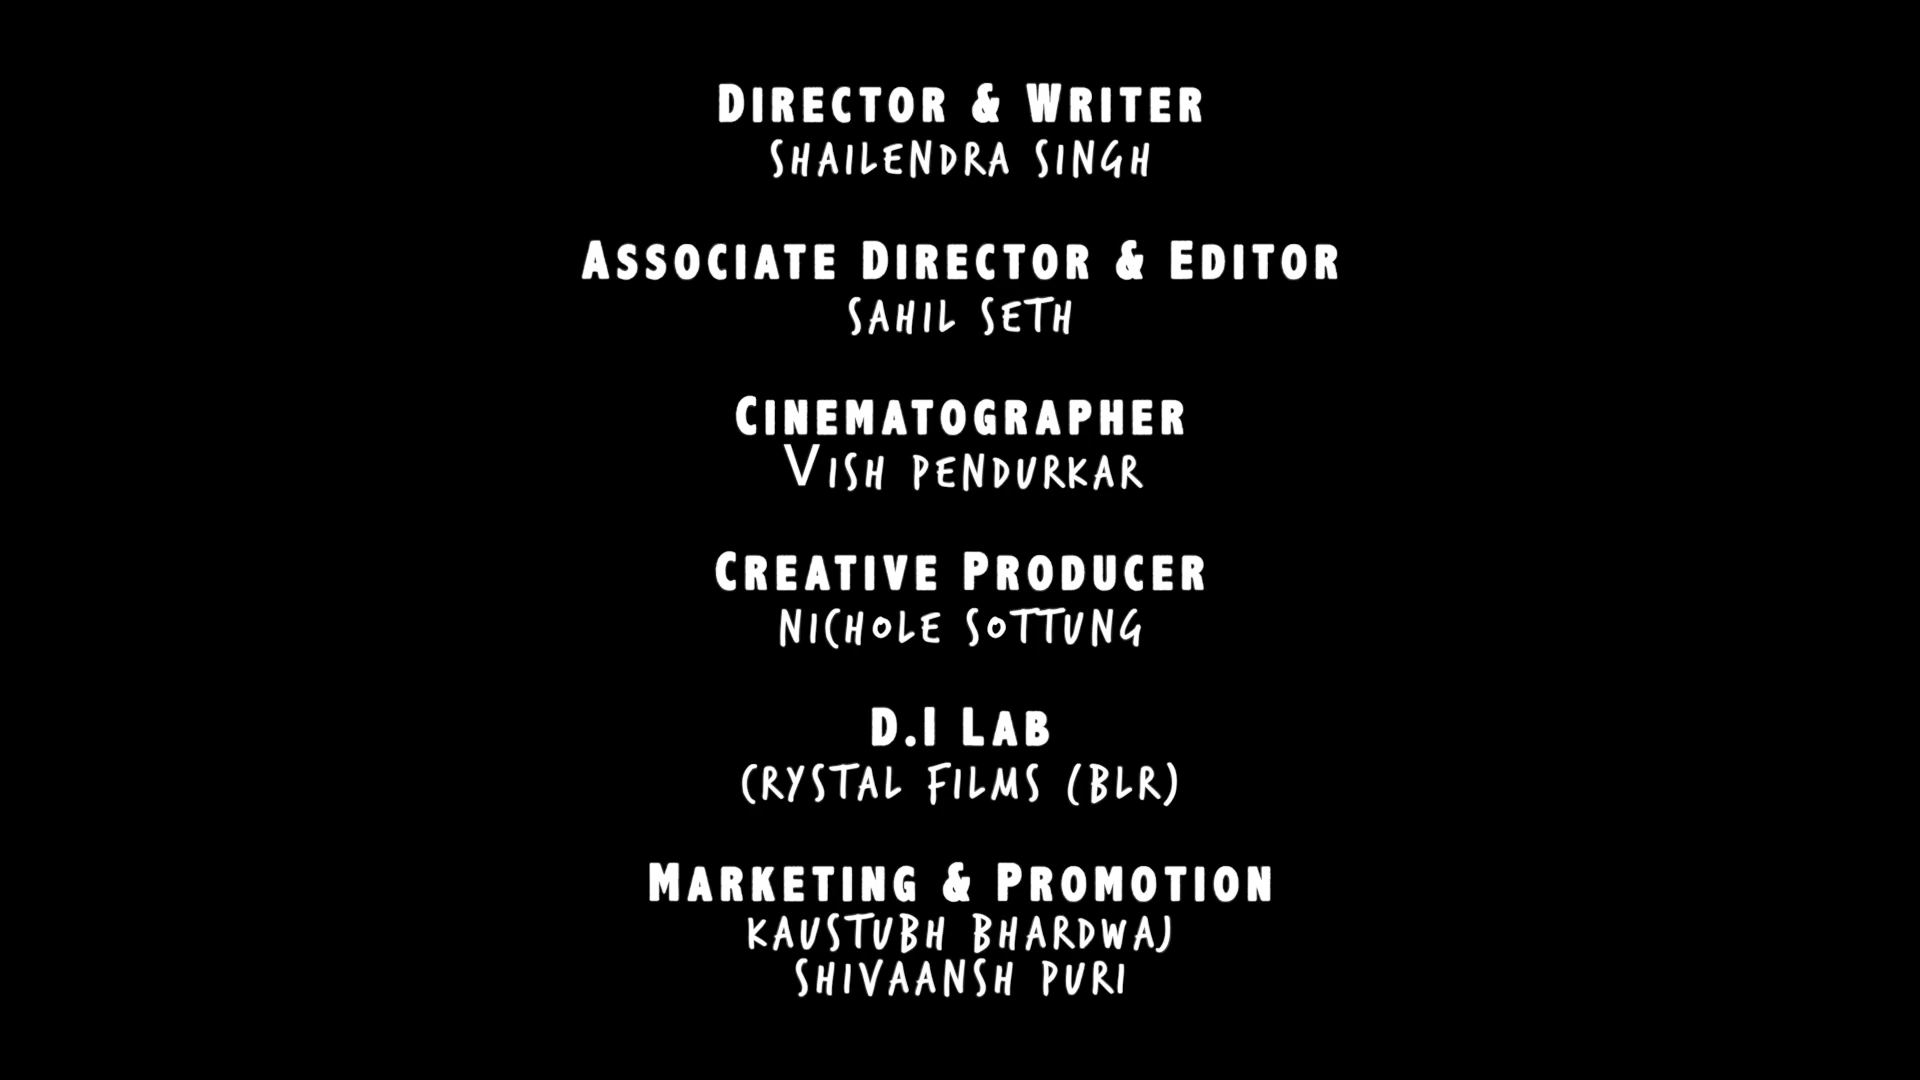 DIRECTOR & WRITER
SHAILENDRA SINGH
ASSOCIATE DIRECTOR & EDITOR
SAHIL SETH
CINEMATOGRAPHER
VISH PENDURKAR
CREATIVE PRODUCER
NICHOLE SOTTUNG
D.I LAB
CRYSTAL FILMS (BLR)
MARKETING & PROMOTION
KAUSTUBH BHARDWAJ
SHIVAANSH PURI